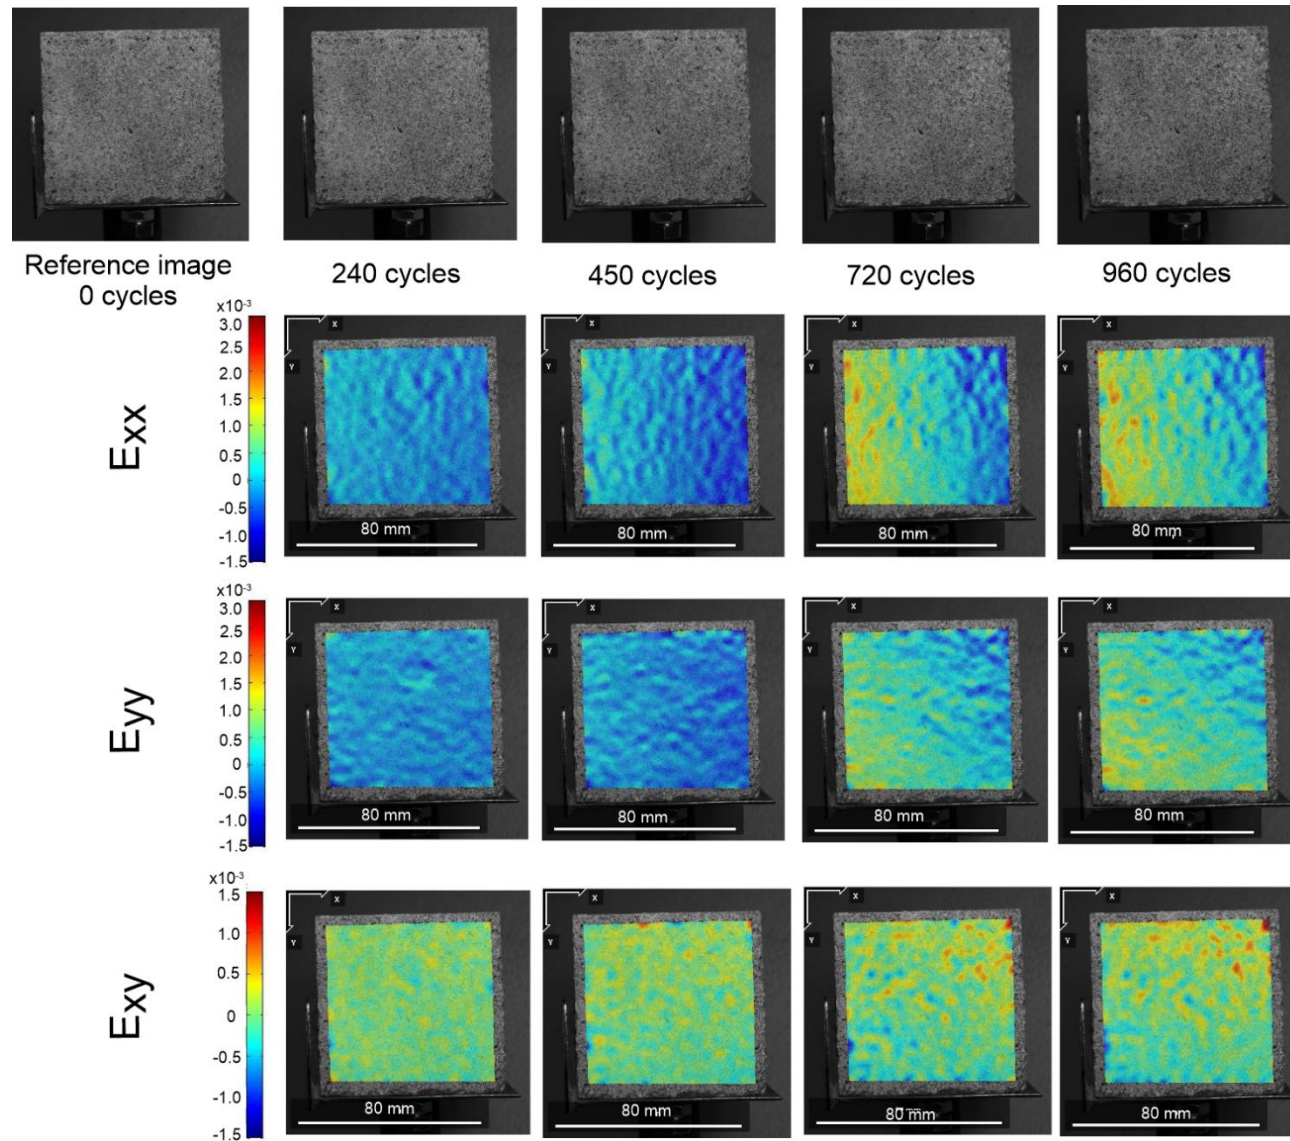 Reference image
0 cycles
240 cycles
450 cycles
720 cycles
960 cycles
Exx
x10-3
3.0
2.5
2.0
1.5
1.0
0.5
0
-0.5
-1.0
-1.5
X
Y
80 mm
X
Y
80 mm
X
Y
80 mm
X
Y
80 mm
Eyy
x10-3
3.0
2.5
2.0
1.5
1.0
0.5
0
-0.5
-1.0
-1.5
X
Y
80 mm
X
Y
80 mm
X
Y
80 mm
X
Y
80 mm
Exy
x10-3
1.5
1.0
0.5
0
-0.5
-1.0
-1.5
X
Y
80 mm
X
Y
80 mm
X
Y
80 mm
X
Y
80 mm